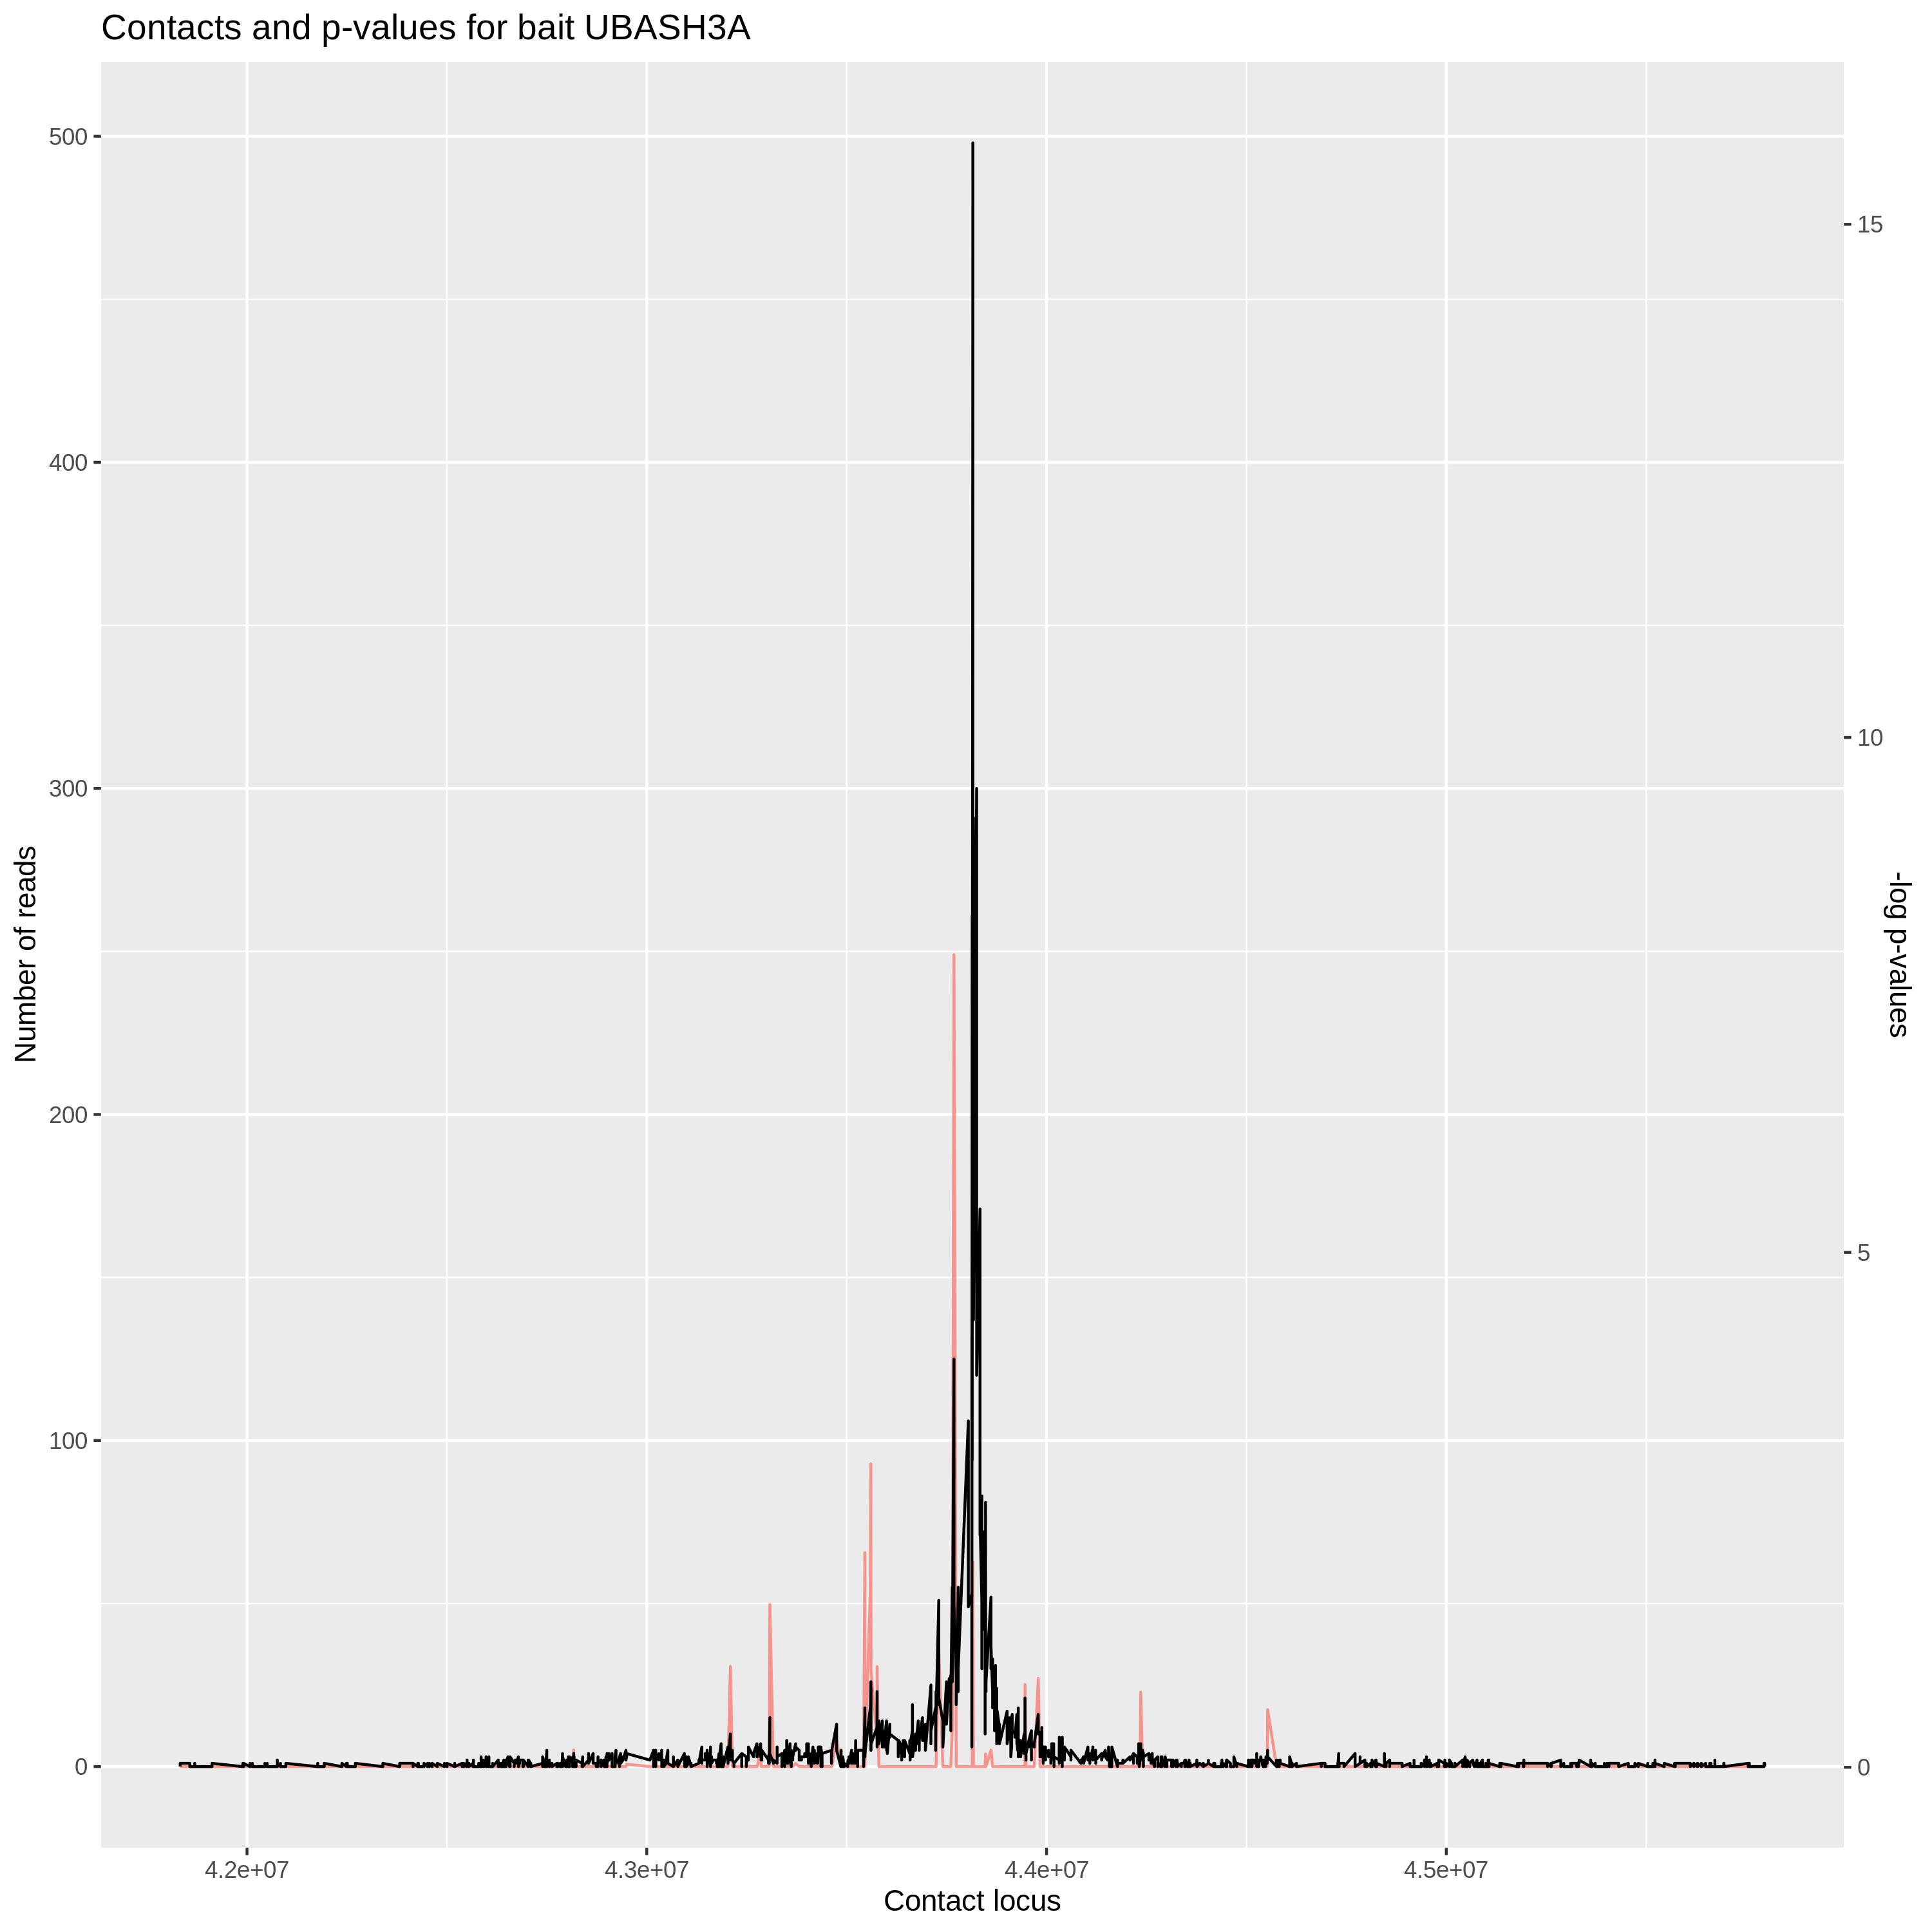 Contacts and p-values for bait UBASH3A
500
400
300
200
100
0
Number of reads
15
10
5
0
-log p-values
4.2e+07
4.3e+07
4.4e+07
4.5e+07
Contact locus